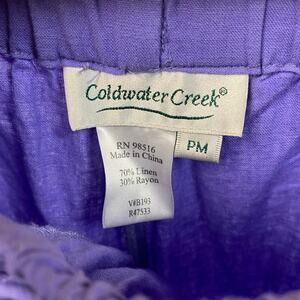 Coldwater Creek®
PM
RN 98516
Made in China
70% Linen
30% Rayon
V#B193
R47533